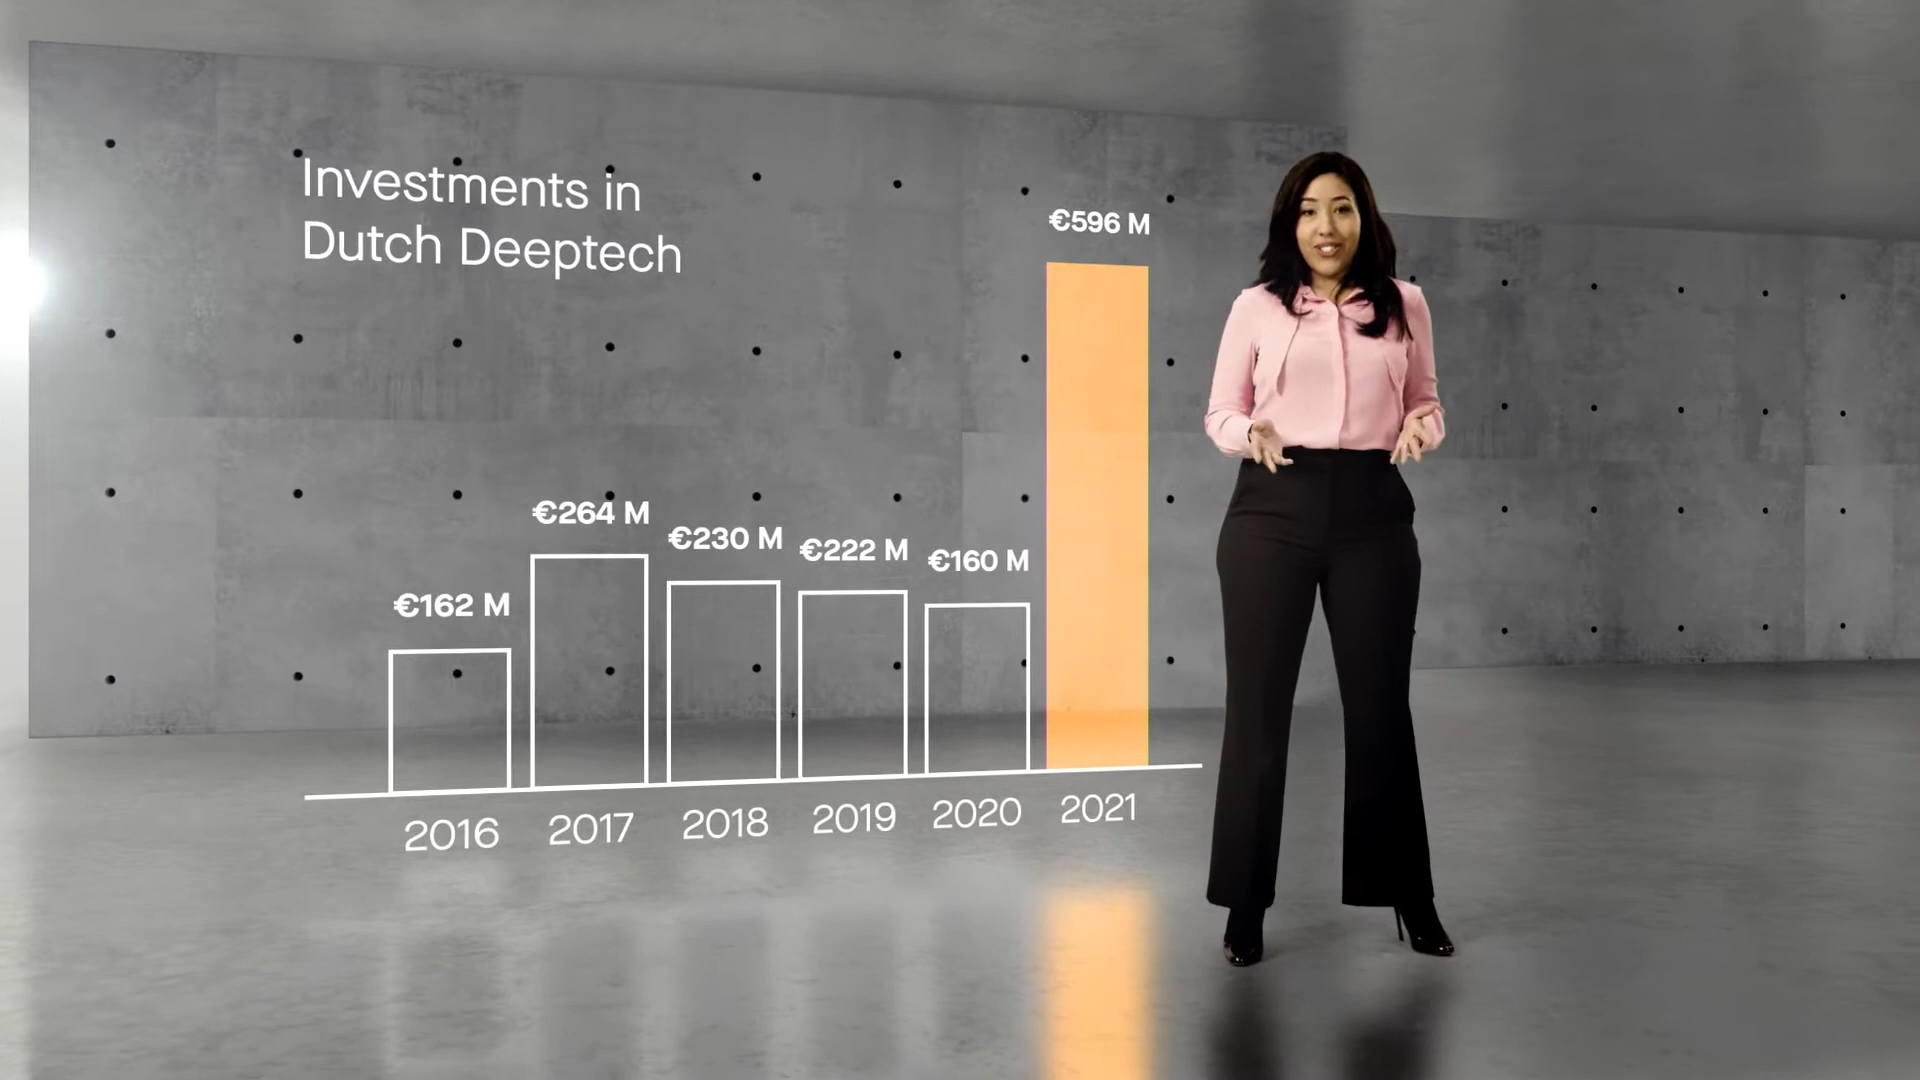 Investments in
Dutch Deeptech
€596 M
€264 M
€230 M
€222 M
€160 M
€162 M
2016 2017 2018 2019 2020 2021